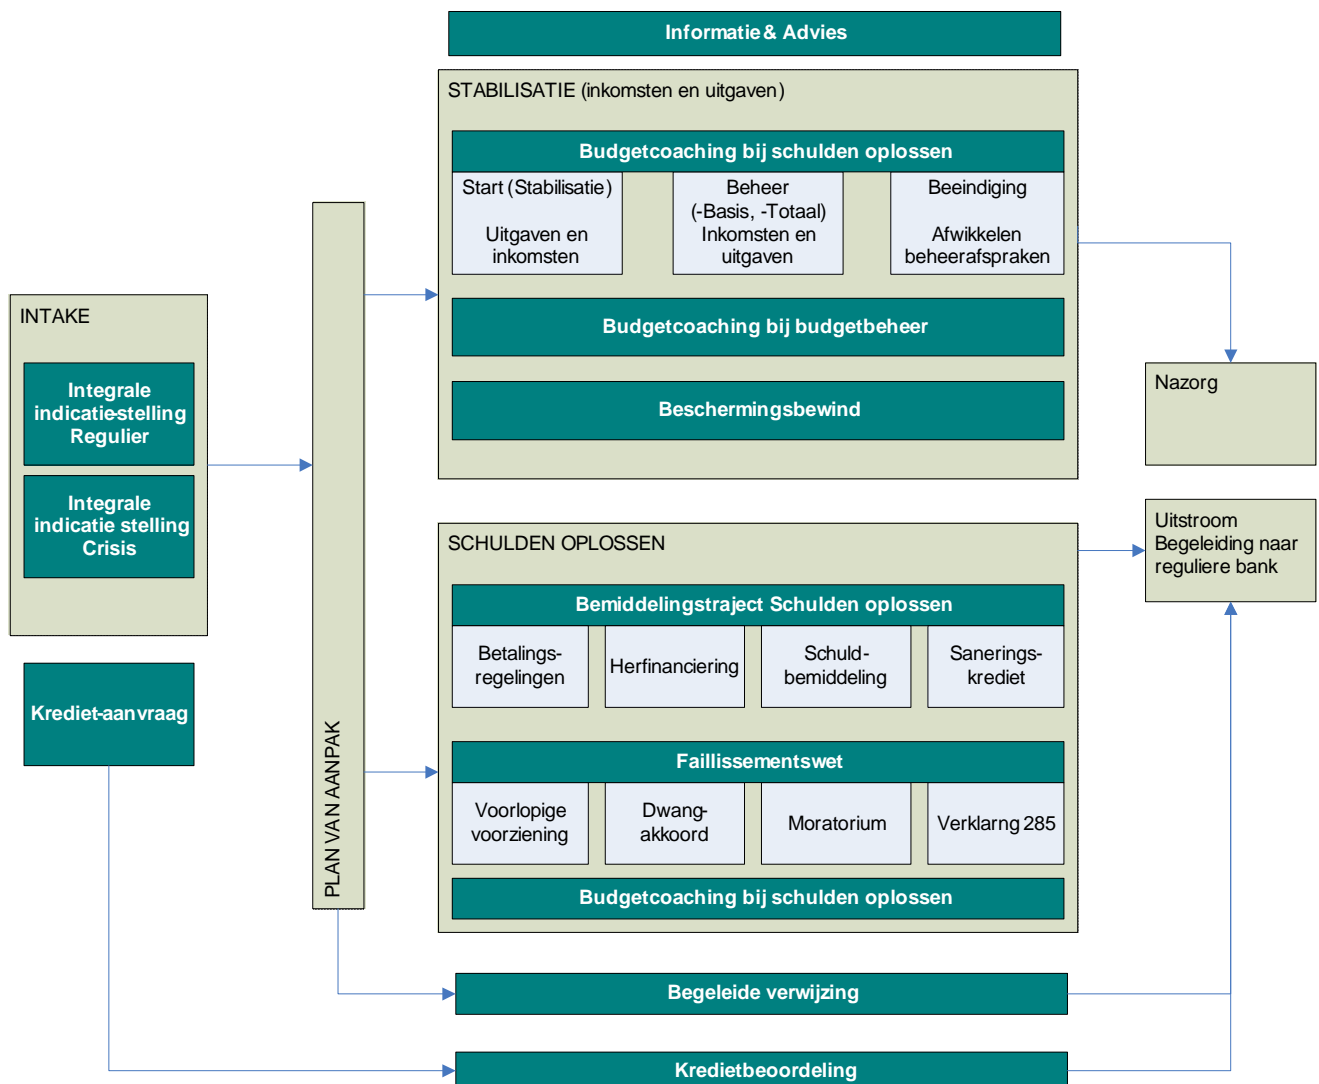 Informatie & Advies
STABILISATIE (inkomsten en uitgaven)
Budgetcoaching bij schulden oplossen
Start (Stabilisatie)
Uitgaven en
inkomsten
Beheer
(-Basis, -Totaal)
Inkomsten en
uitgaven
Beeindiging
Afwikkelen
beheerafspraken
Budgetcoaching bij budgetbeheer
Beschermingsbewind
INTAKE
Integrale
indicatie-stelling
Regulier
Integrale
indicatie stelling
Crisis
Krediet-aanvraag
PLAN VAN AANPAK
Nazorg
SCHULDEN OPLOSSEN
Bemiddelingstraject Schulden oplossen
Betalings-
regelingen
Herfinanciering
Schuld-
bemiddeling
Sanerings-
krediet
Faillissementswet
Voorlopige
voorziening
Dwang-
akkoord
Moratorium
Verklarng 285
Budgetcoaching bij schulden oplossen
Uitstroom
Begeleiding naar
reguliere bank
Begeleide verwijzing
Kredietbeoordeling